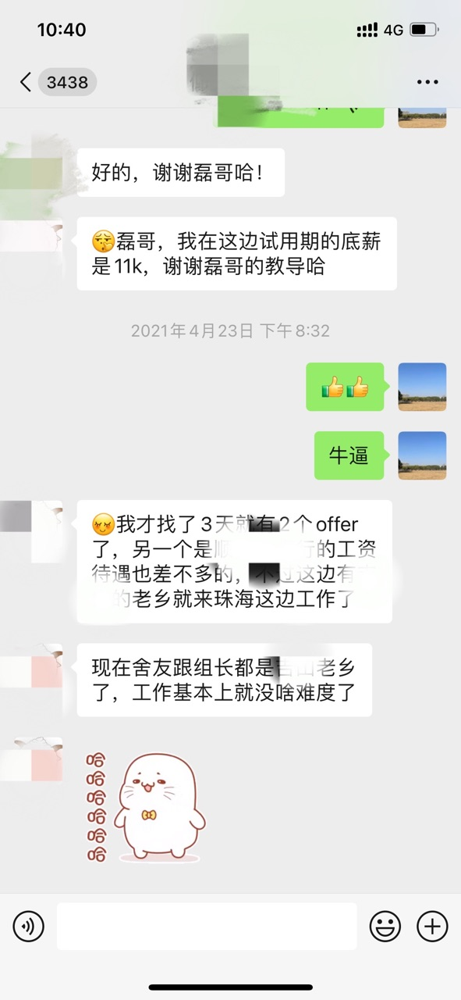 10:40
4G
3438
好的，谢谢磊哥哈！
磊哥，我在这边试用期的底薪
是11k，谢谢磊哥的教导哈
2021年4月23日 下午8:32
牛逼
我才找了3天就有2个offer
了，另一个是顺 行的工资
待遇也差不多的，不过这边有
的老乡就来珠海这边工作了
现在舍友跟组长都是 老乡
了，工作基本上就没啥难度了
哈
哈
哈
哈
哈
哈